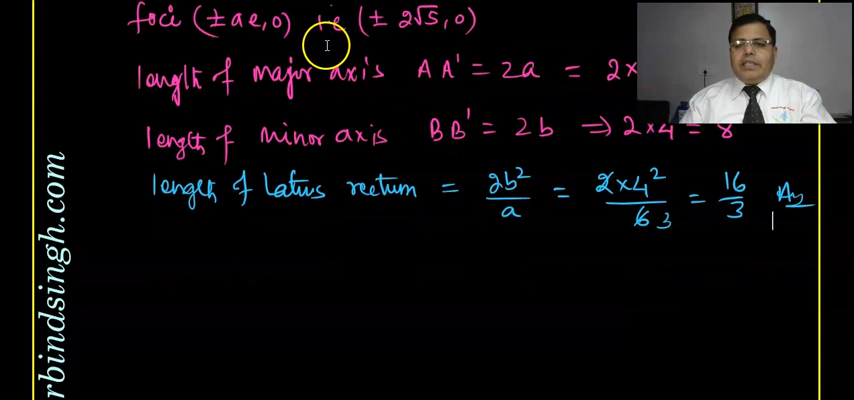 foci (±ae,0) ie (± 2√5, 0)
length of major axis AA' = 2a = 2×
length of minor axis BB' = 2b ⇒ 2×4 = 8
length of Latus rectum = 2b²/a = 2×4²/6 3 = 16/3 Ans
rbindsingh.com